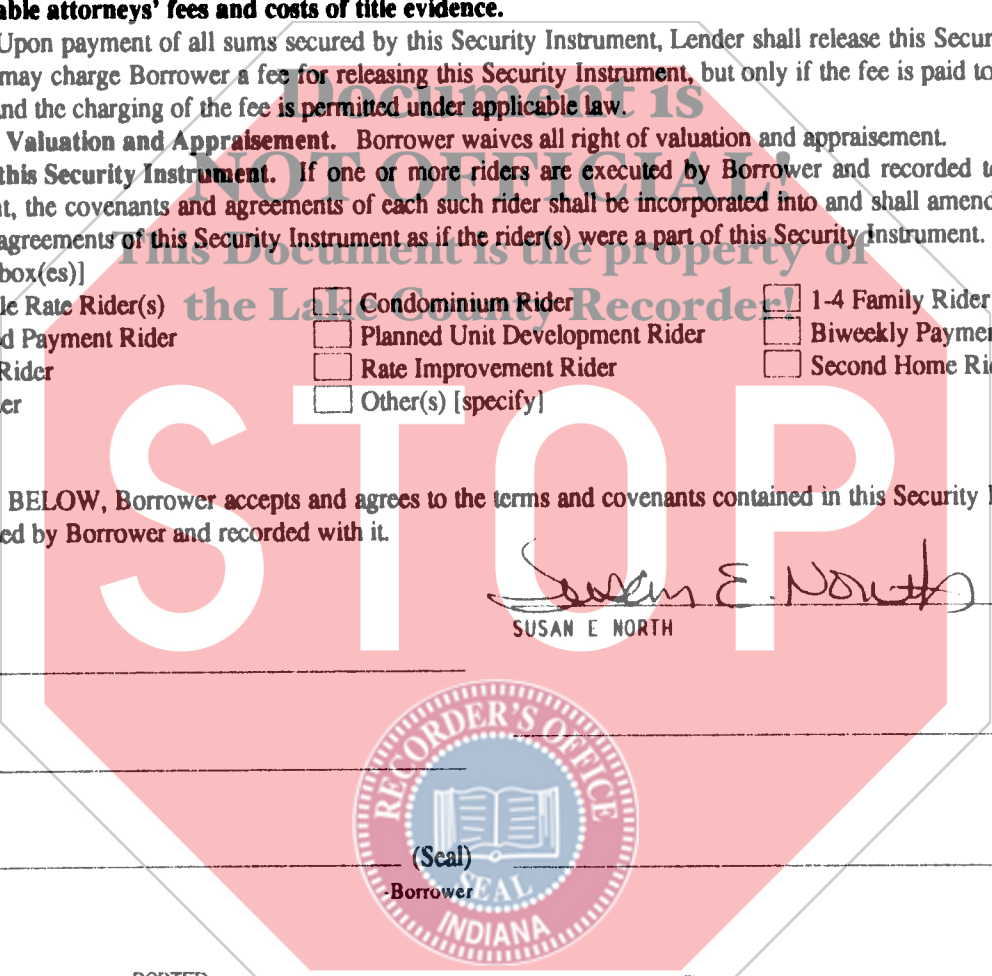 able attorneys' fees and costs of title evidence.
Upon payment of all sums secured by this Security Instrument, Lender shall release this Secur
may charge Borrower a fee for releasing this Security Instrument, but only if the fee is paid to
nd the charging of the fee is permitted under applicable law.
Document is
Valuation and Appraisement. Borrower waives all right of valuation and appraisement.
NOT OFFICIAL!
this Security Instrument. If one or more riders are executed by Borrower and recorded t
t, the covenants and agreements of each such rider shall be incorporated into and shall amend
agreements of this Security Instrument as if the rider(s) were a part of this Security Instrument.
This Document is the property of
box(es)]
the Lake County Recorder!
le Rate Rider(s) Condominium Rider 1-4 Family Rider
d Payment Rider Planned Unit Development Rider Biweekly Payme
Rider Rate Improvement Rider Second Home Ri
er Other(s) [specify]
STOP
BELOW, Borrower accepts and agrees to the terms and covenants contained in this Security I
ed by Borrower and recorded with it.
Susan E. North
SUSAN E NORTH
RECORDER'S OFFICE
(Seal)
-Borrower
SEAL
INDIANA